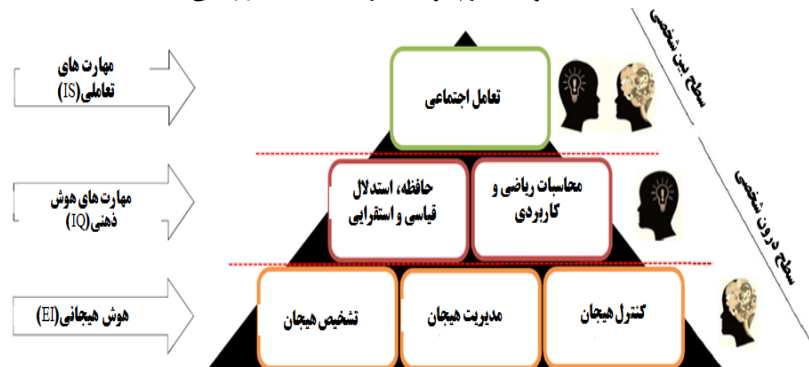 مهارت های
تعاملی(IS)
تعامل اجتماعی
سطح بین شخصی
مهارت های هوش
ذهنی(IQ)
حافظه، استدلال
قیاسی و استقرایی
محاسبات ریاضی و
کاربردی
سطح درون شخصی
هوش هیجانی(EI)
تشخیص هیجان
مدیریت هیجان
کنترل هیجان